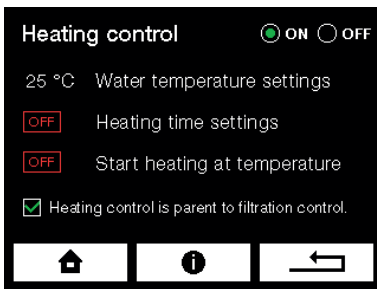 Heating control ON OFF
25 °C Water temperature settings
OFF Heating time settings
OFF Start heating at temperature
Heating control is parent to filtration control.
i